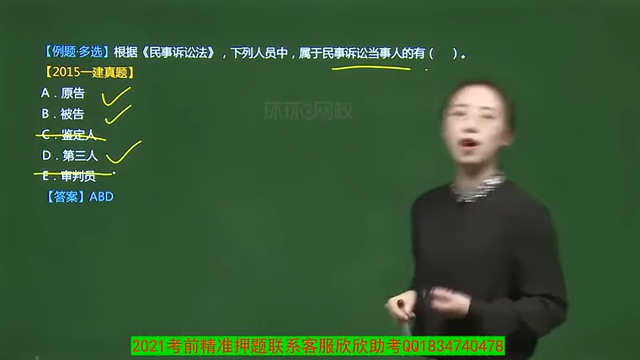 【例题·多选】根据《民事诉讼法》，下列人员中，属于民事诉讼当事人的有（ ）。
【2015一建真题】
A．原告
B．被告
C．鉴定人
D．第三人
E．审判员
【答案】ABD
环球网校
2021考前精准押题联系客服欣欣助考QQ1834740478